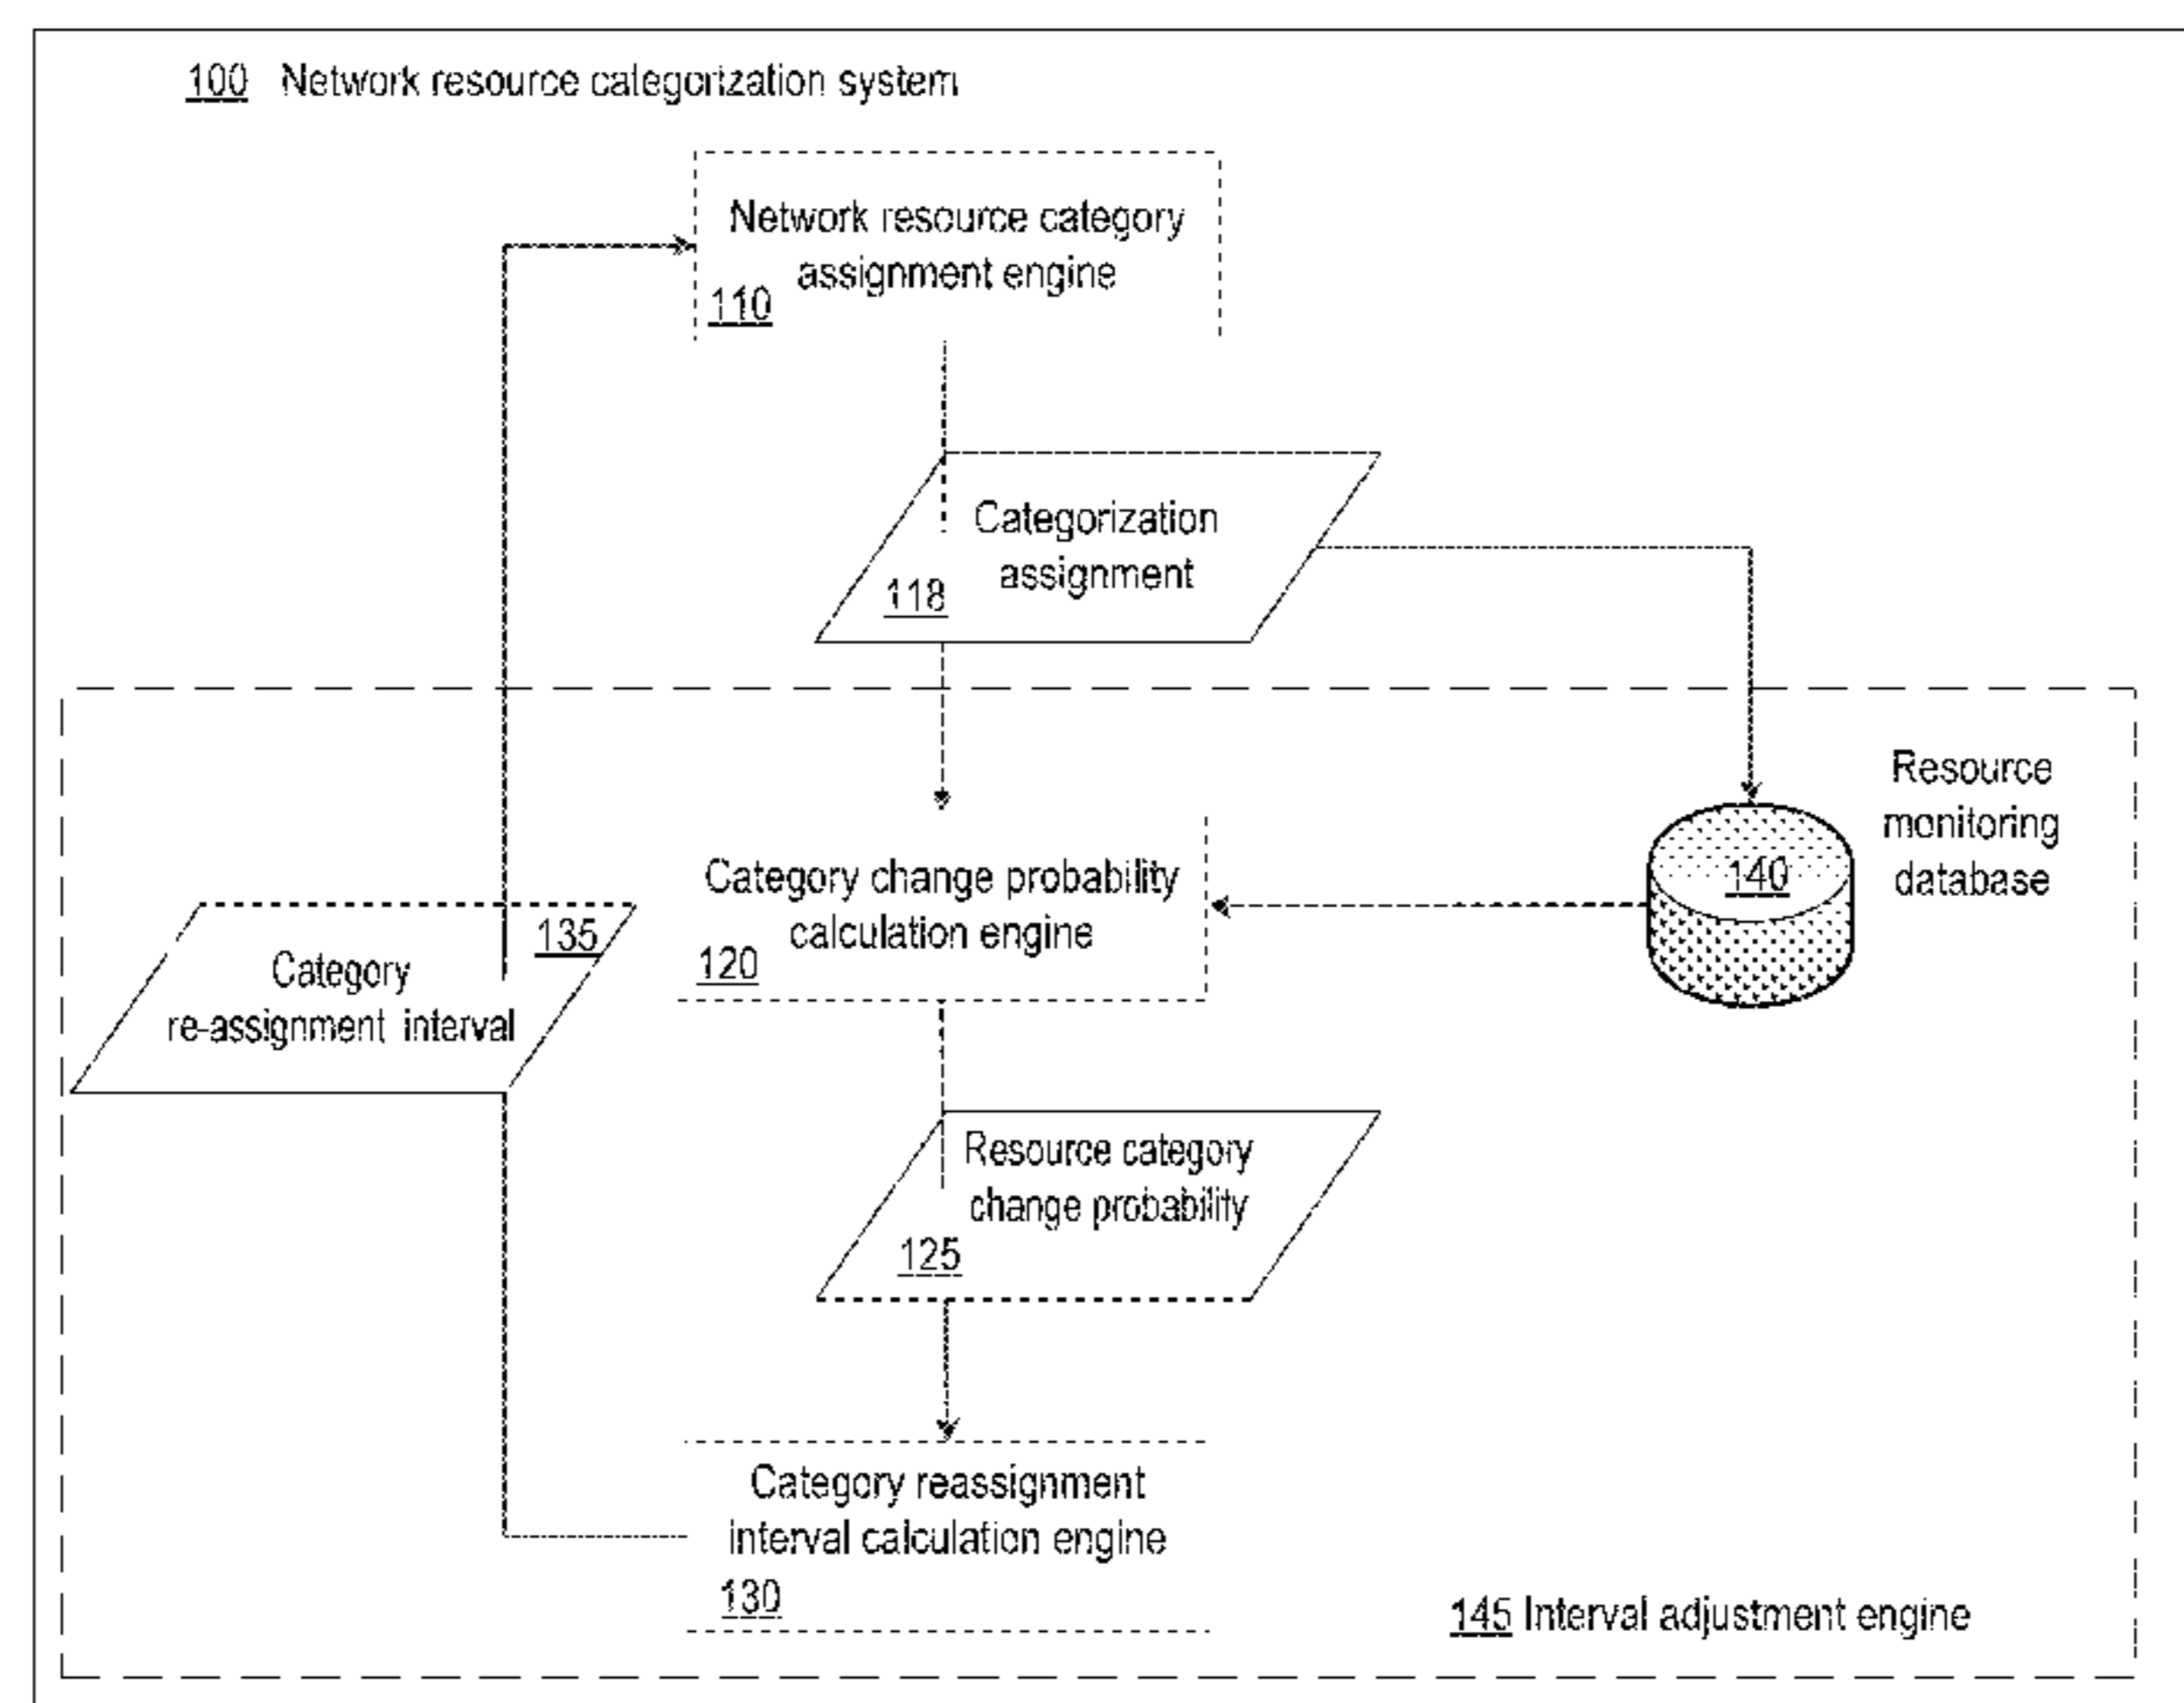 100 Network resource categorization system
Network resource category
assignment engine
110
Categorization
assignment
118
Resource
monitoring
database
140
Category change probability
calculation engine
120
135
Category
re-assignment interval
Resource category
change probability
125
Category reassignment
interval calculation engine
130
145 Interval adjustment engine